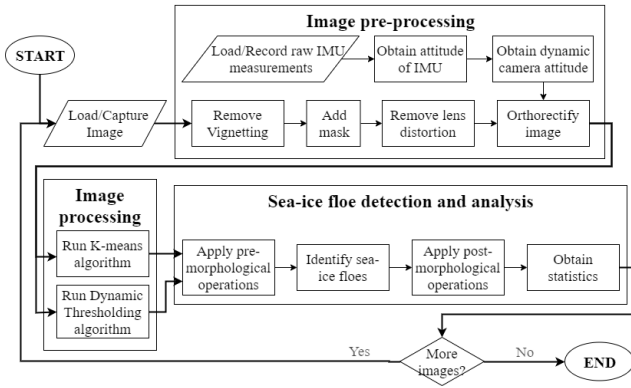 Image pre-processing
START
Load/Record raw IMU
measurements
Obtain attitude
of IMU
Obtain dynamic
camera attitude
Load/Capture
Image
Remove
Vignetting
Add
mask
Remove lens
distortion
Orthorectify
image
Image
processing
Sea-ice floe detection and analysis
Run K-means
algorithm
Apply pre-
morphological
operations
Identify sea-
ice floes
Apply post-
morphological
operations
Obtain
statistics
Run Dynamic
Thresholding
algorithm
Yes
More
images?
No
END